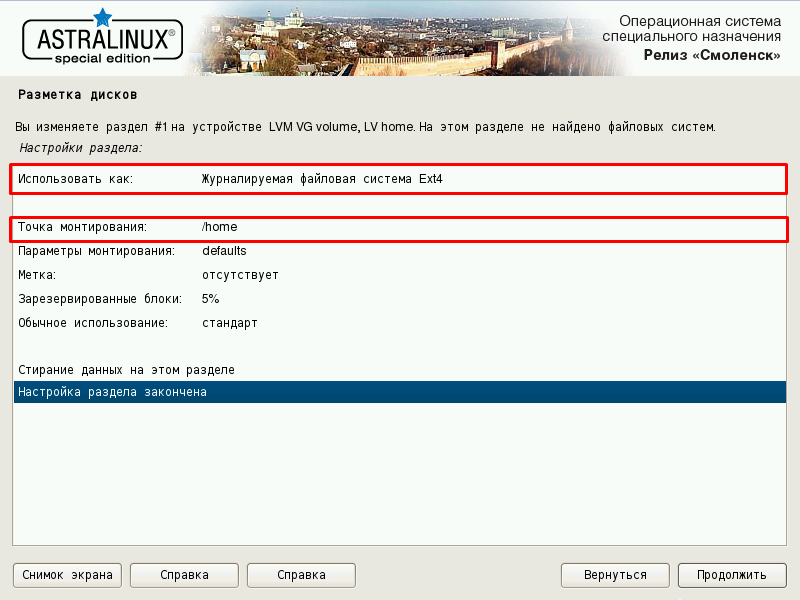 ASTRALINUX®
special edition
Операционная система
специального назначения
Релиз «Смоленск»
Разметка дисков
Вы изменяете раздел #1 на устройстве LVM VG volume, LV home. На этом разделе не найдено файловых систем.
Настройки раздела:
Использовать как: Журналируемая файловая система Ext4
Точка монтирования: /home
Параметры монтирования: defaults
Метка: отсутствует
Зарезервированные блоки: 5%
Обычное использование: стандарт
Стирание данных на этом разделе
Настройка раздела закончена
Снимок экрана Справка Справка Вернуться Продолжить